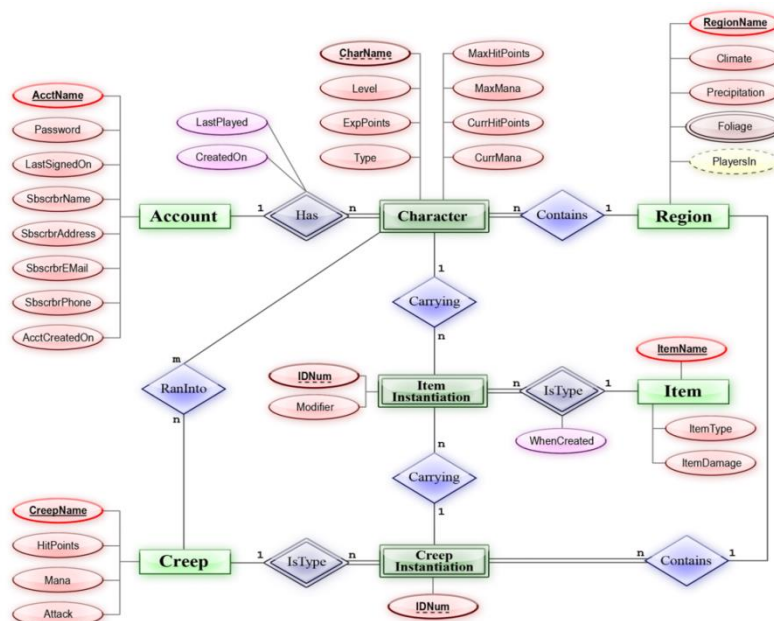 RegionName
CharName
MaxHitPoints
Climate
Level
MaxMana
AcctName
Precipitation
LastPlayed
ExpPoints
CurrHitPoints
Password
Foliage
CreatedOn
Type
CurrMana
LastSignedOn
PlayersIn
SbscrbrName
Account
1
Has
n
Character
n
Contains
1
Region
SbscrbrAddress
SbscrbrEMail
1
SbscrbrPhone
Carrying
AcctCreatedOn
n
m
ItemName
RanInto
IDNum
Item
Instantiation
n
IsType
1
Item
Modifier
n
n
WhenCreated
ItemType
Carrying
ItemDamage
CreepName
1
HitPoints
Creep
1
IsType
n
Creep
Instantiation
n
Contains
1
Mana
Attack
IDNum